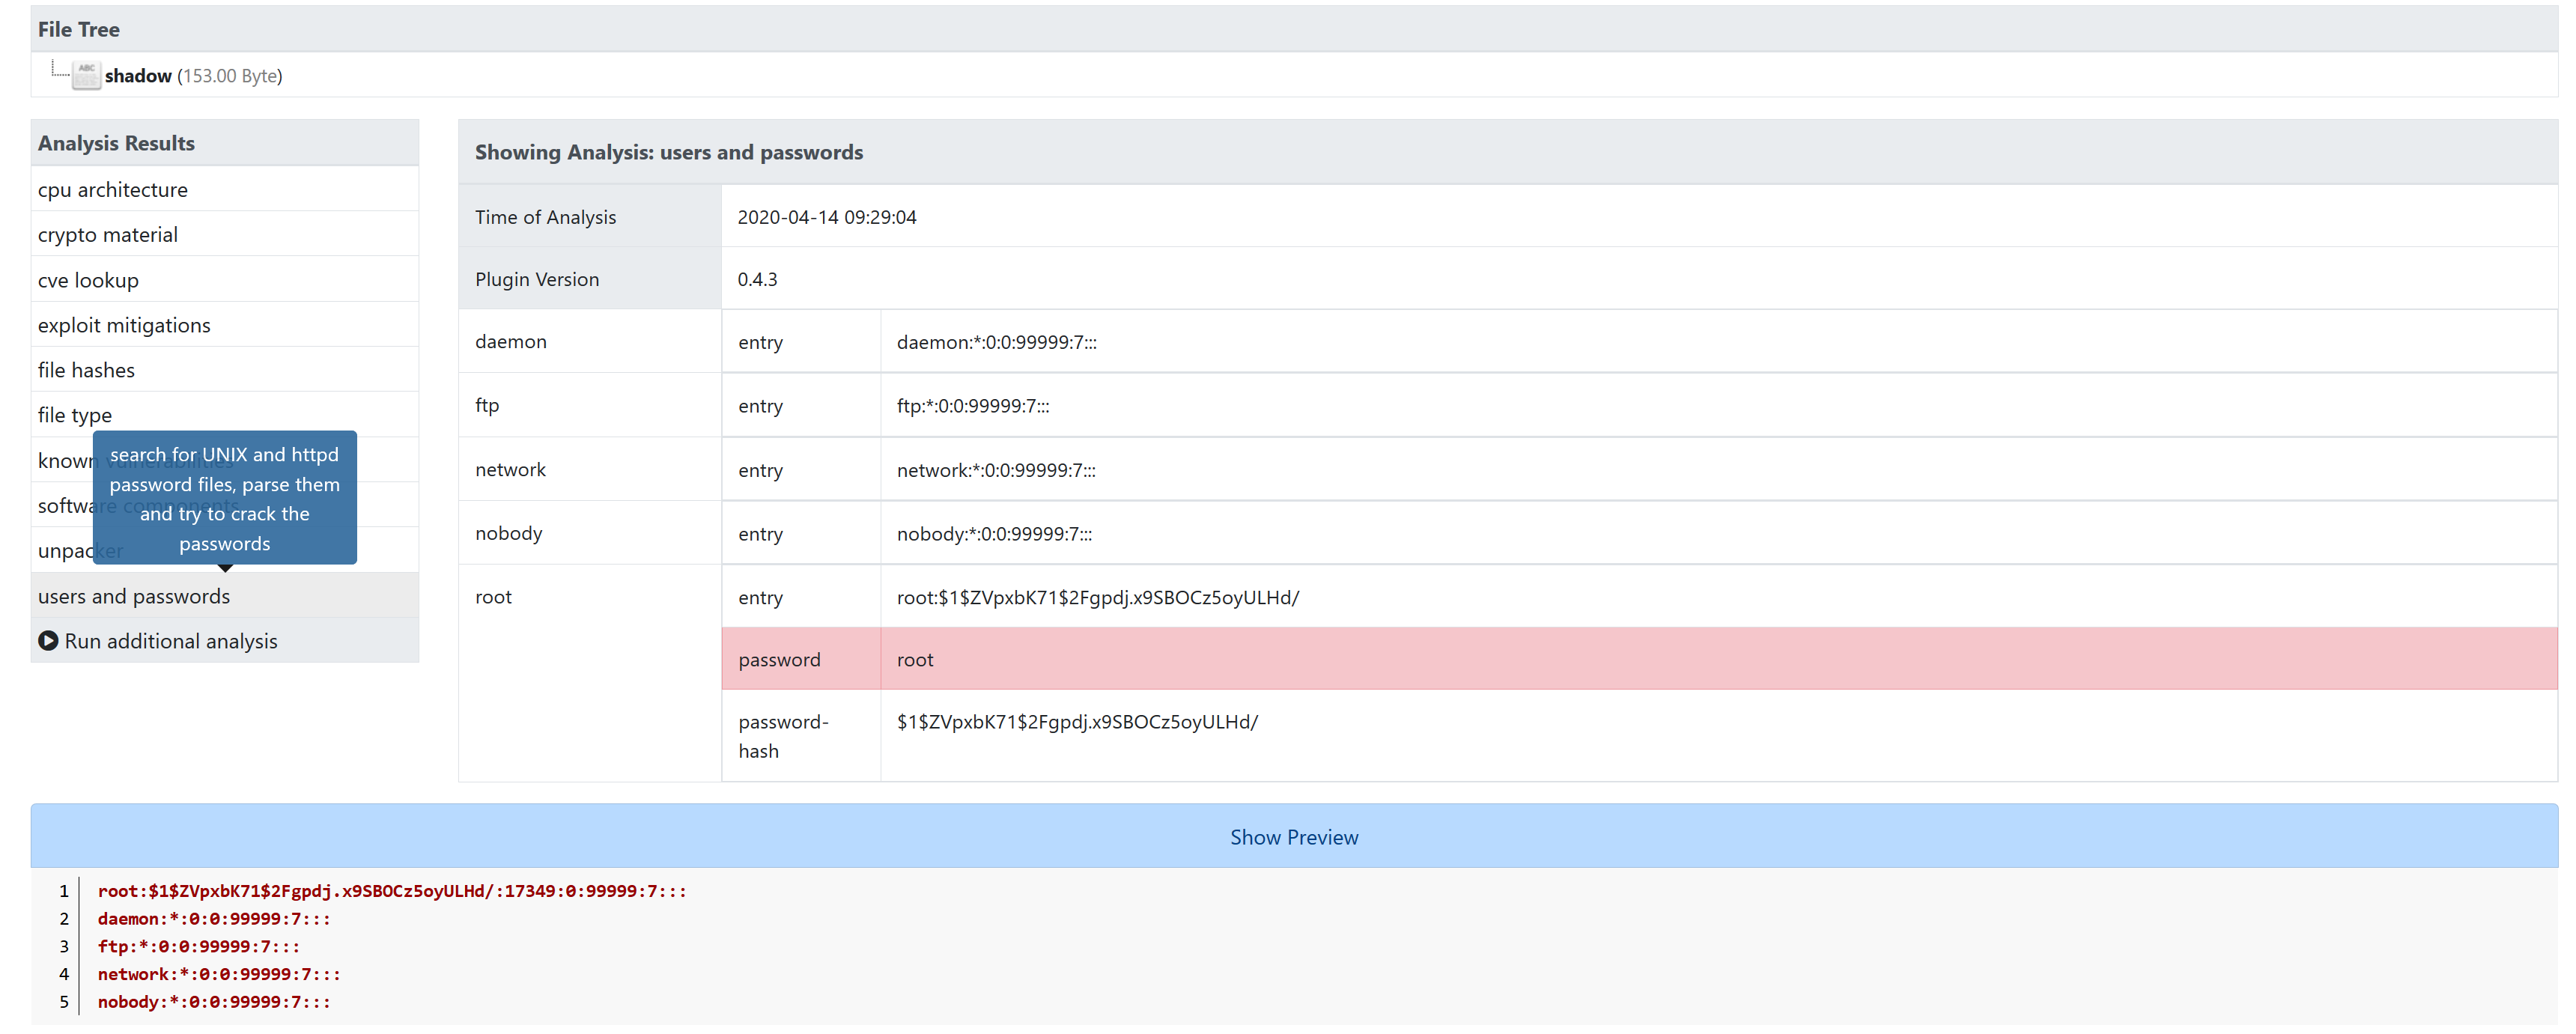 File Tree
ABC
shadow (153.00 Byte)
Analysis Results
cpu architecture
crypto material
cve lookup
exploit mitigations
file hashes
file type
known vulnerabilities
software components
unpacker
search for UNIX and httpd
password files, parse them
and try to crack the
passwords
users and passwords
Run additional analysis
Showing Analysis: users and passwords
Time of Analysis 2020-04-14 09:29:04
Plugin Version 0.4.3
daemon entry daemon:*:0:0:99999:7:::
ftp entry ftp:*:0:0:99999:7:::
network entry network:*:0:0:99999:7:::
nobody entry nobody:*:0:0:99999:7:::
root entry root:$1$ZVpxbK71$2Fgpdj.x9SBOCz5oyULHd/
password root
password-
hash $1$ZVpxbK71$2Fgpdj.x9SBOCz5oyULHd/
Show Preview
1 root:$1$ZVpxbK71$2Fgpdj.x9SBOCz5oyULHd/:17349:0:99999:7:::
2 daemon:*:0:0:99999:7:::
3 ftp:*:0:0:99999:7:::
4 network:*:0:0:99999:7:::
5 nobody:*:0:0:99999:7:::